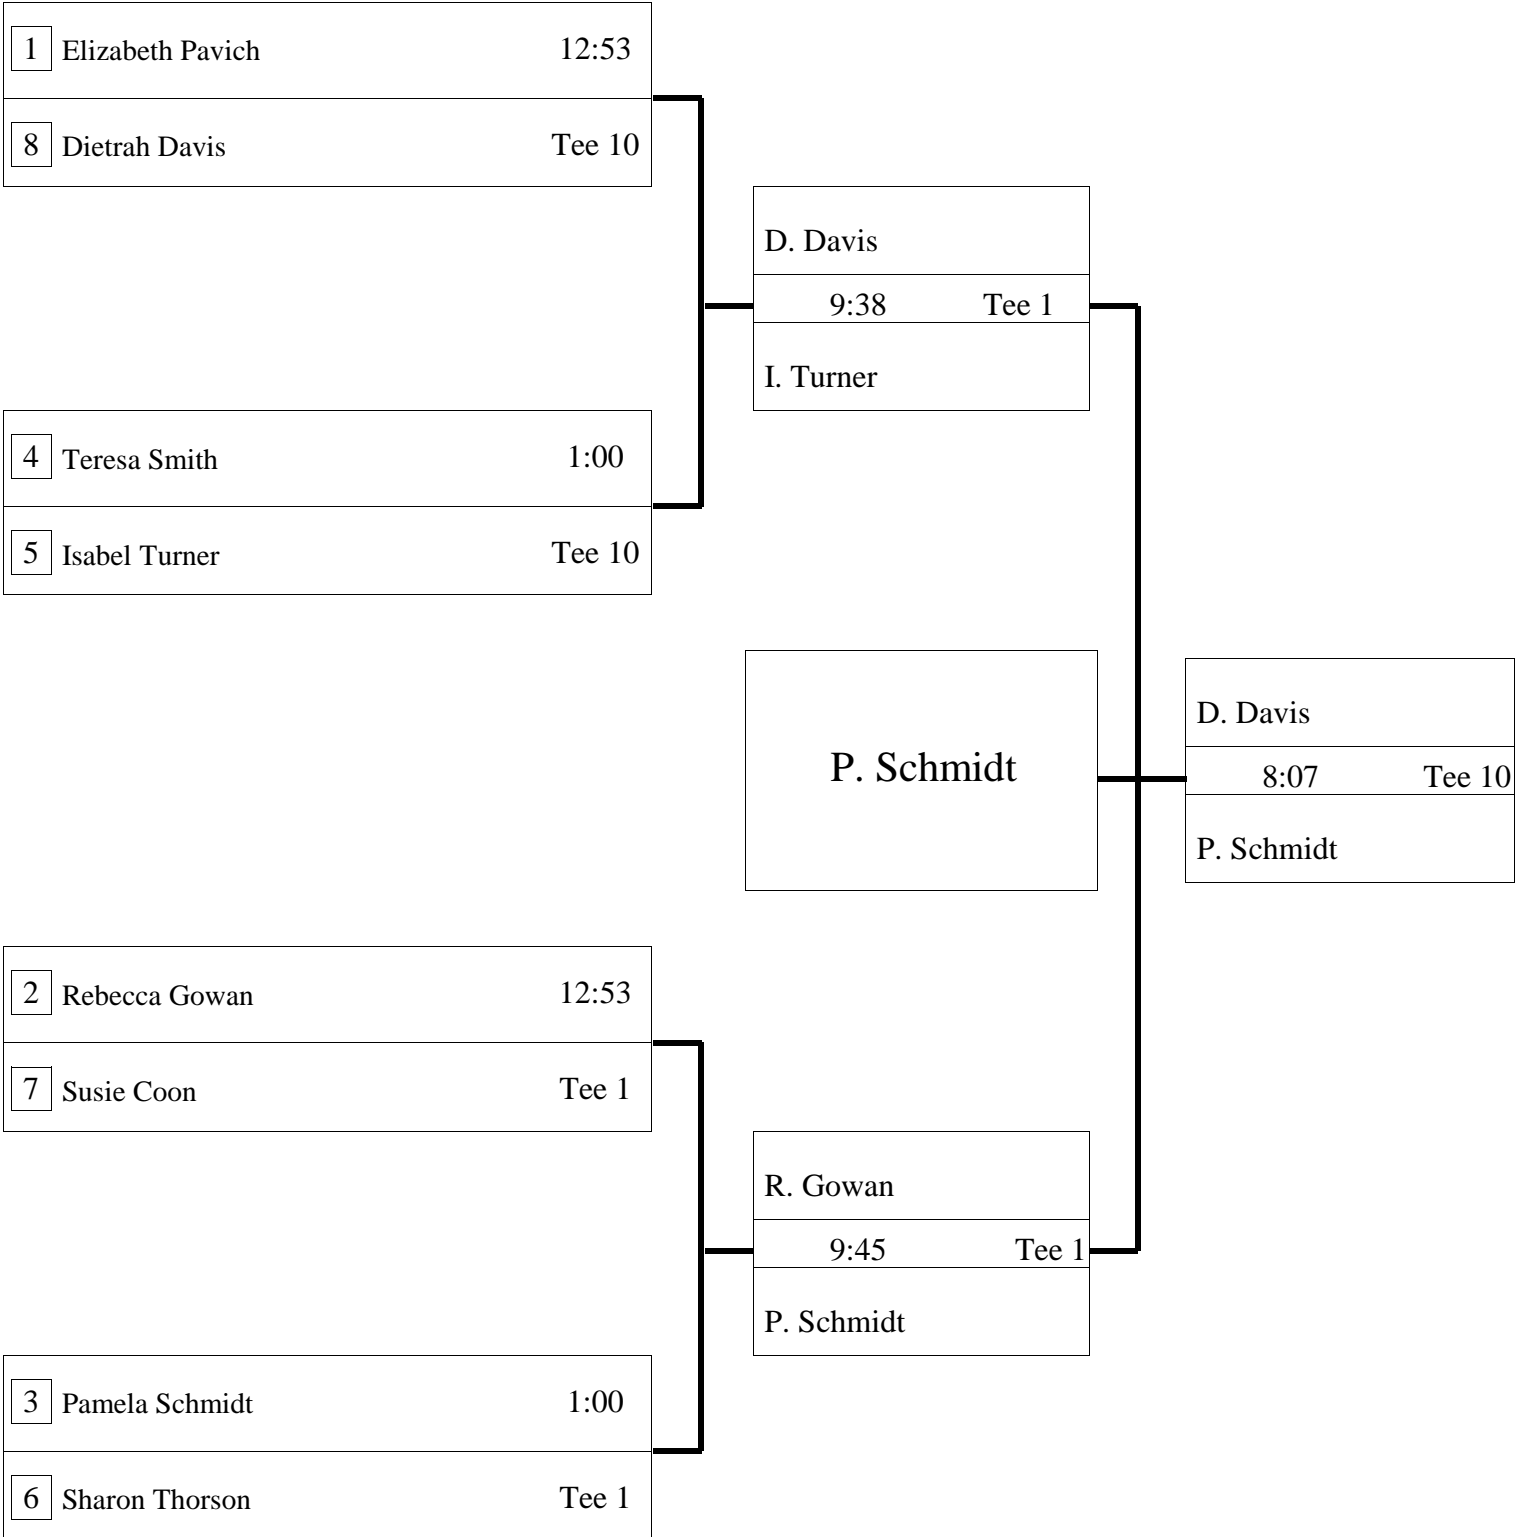 1 Elizabeth Pavich 12:53
8 Dietrah Davis Tee 10
D. Davis
9:38 Tee 1
I. Turner
4 Teresa Smith 1:00
5 Isabel Turner Tee 10
P. Schmidt
D. Davis
8:07 Tee 10
P. Schmidt
2 Rebecca Gowan 12:53
7 Susie Coon Tee 1
R. Gowan
9:45 Tee 1
P. Schmidt
3 Pamela Schmidt 1:00
6 Sharon Thorson Tee 1